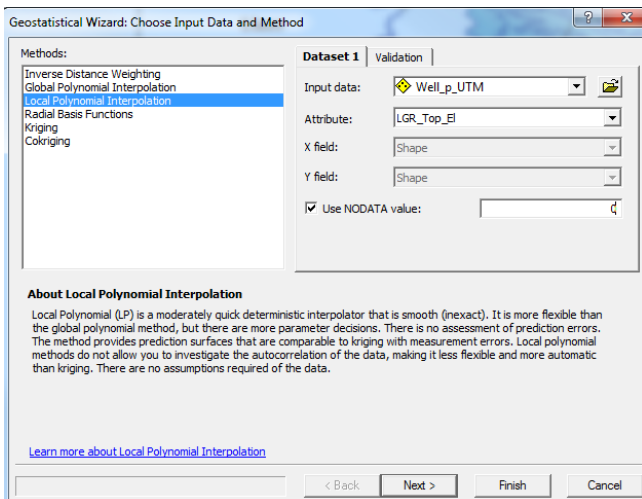 Geostatistical Wizard: Choose Input Data and Method
Methods:
Inverse Distance Weighting
Global Polynomial Interpolation
Local Polynomial Interpolation
Radial Basis Functions
Kriging
Cokriging
Dataset 1
Validation
Input data:
Well_p_UTM
Attribute:
LGR_Top_El
X field:
Shape
Y field:
Shape
Use NODATA value:
About Local Polynomial Interpolation
Local Polynomial (LP) is a moderately quick deterministic interpolator that is smooth (inexact). It is more flexible than
the global polynomial method, but there are more parameter decisions. There is no assessment of prediction errors.
The method provides prediction surfaces that are comparable to kriging with measurement errors. Local polynomial
methods do not allow you to investigate the autocorrelation of the data, making it less flexible and more automatic
than kriging. There are no assumptions required of the data.
Learn more about Local Polynomial Interpolation
< Back
Next >
Finish
Cancel